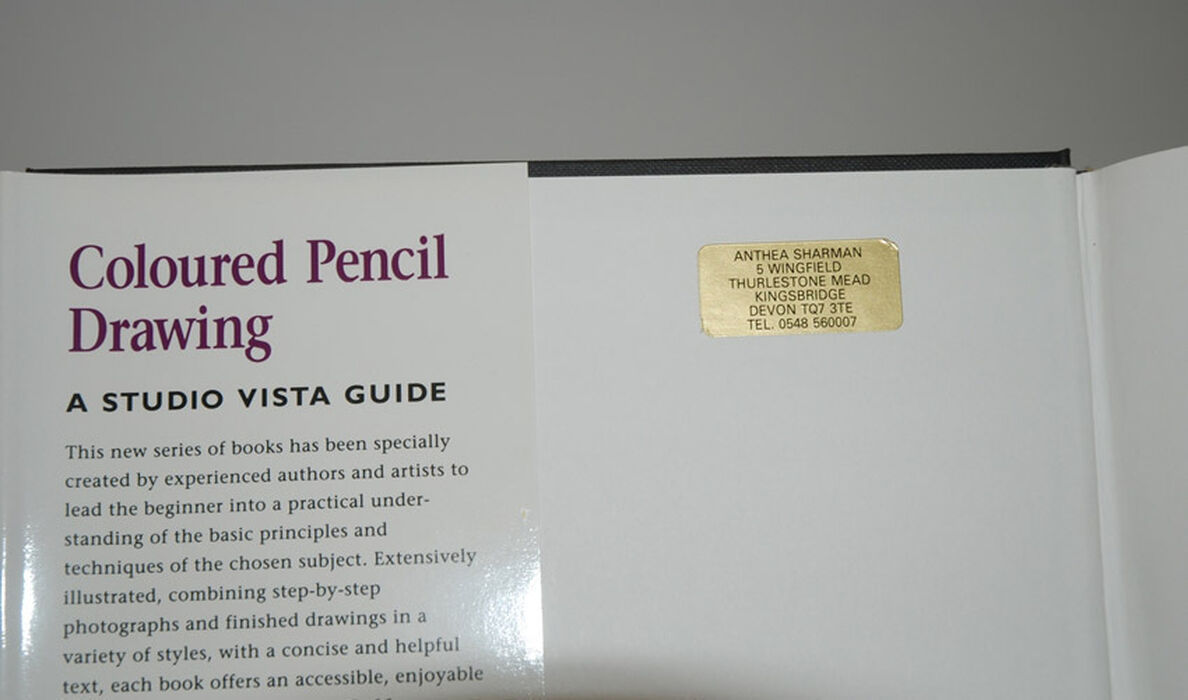 Coloured Pencil
Drawing
A STUDIO VISTA GUIDE
This new series of books has been specially
created by experienced authors and artists to
lead the beginner into a practical under-
standing of the basic principles and
techniques of the chosen subject. Extensively
illustrated, combining step-by-step
photographs and finished drawings in a
variety of styles, with a concise and helpful
text, each book offers an accessible, enjoyable
ANTHEA SHARMAN
5 WINGFIELD
THURLESTONE MEAD
KINGSBRIDGE
DEVON TQ7 3TE
TEL. 0548 560007